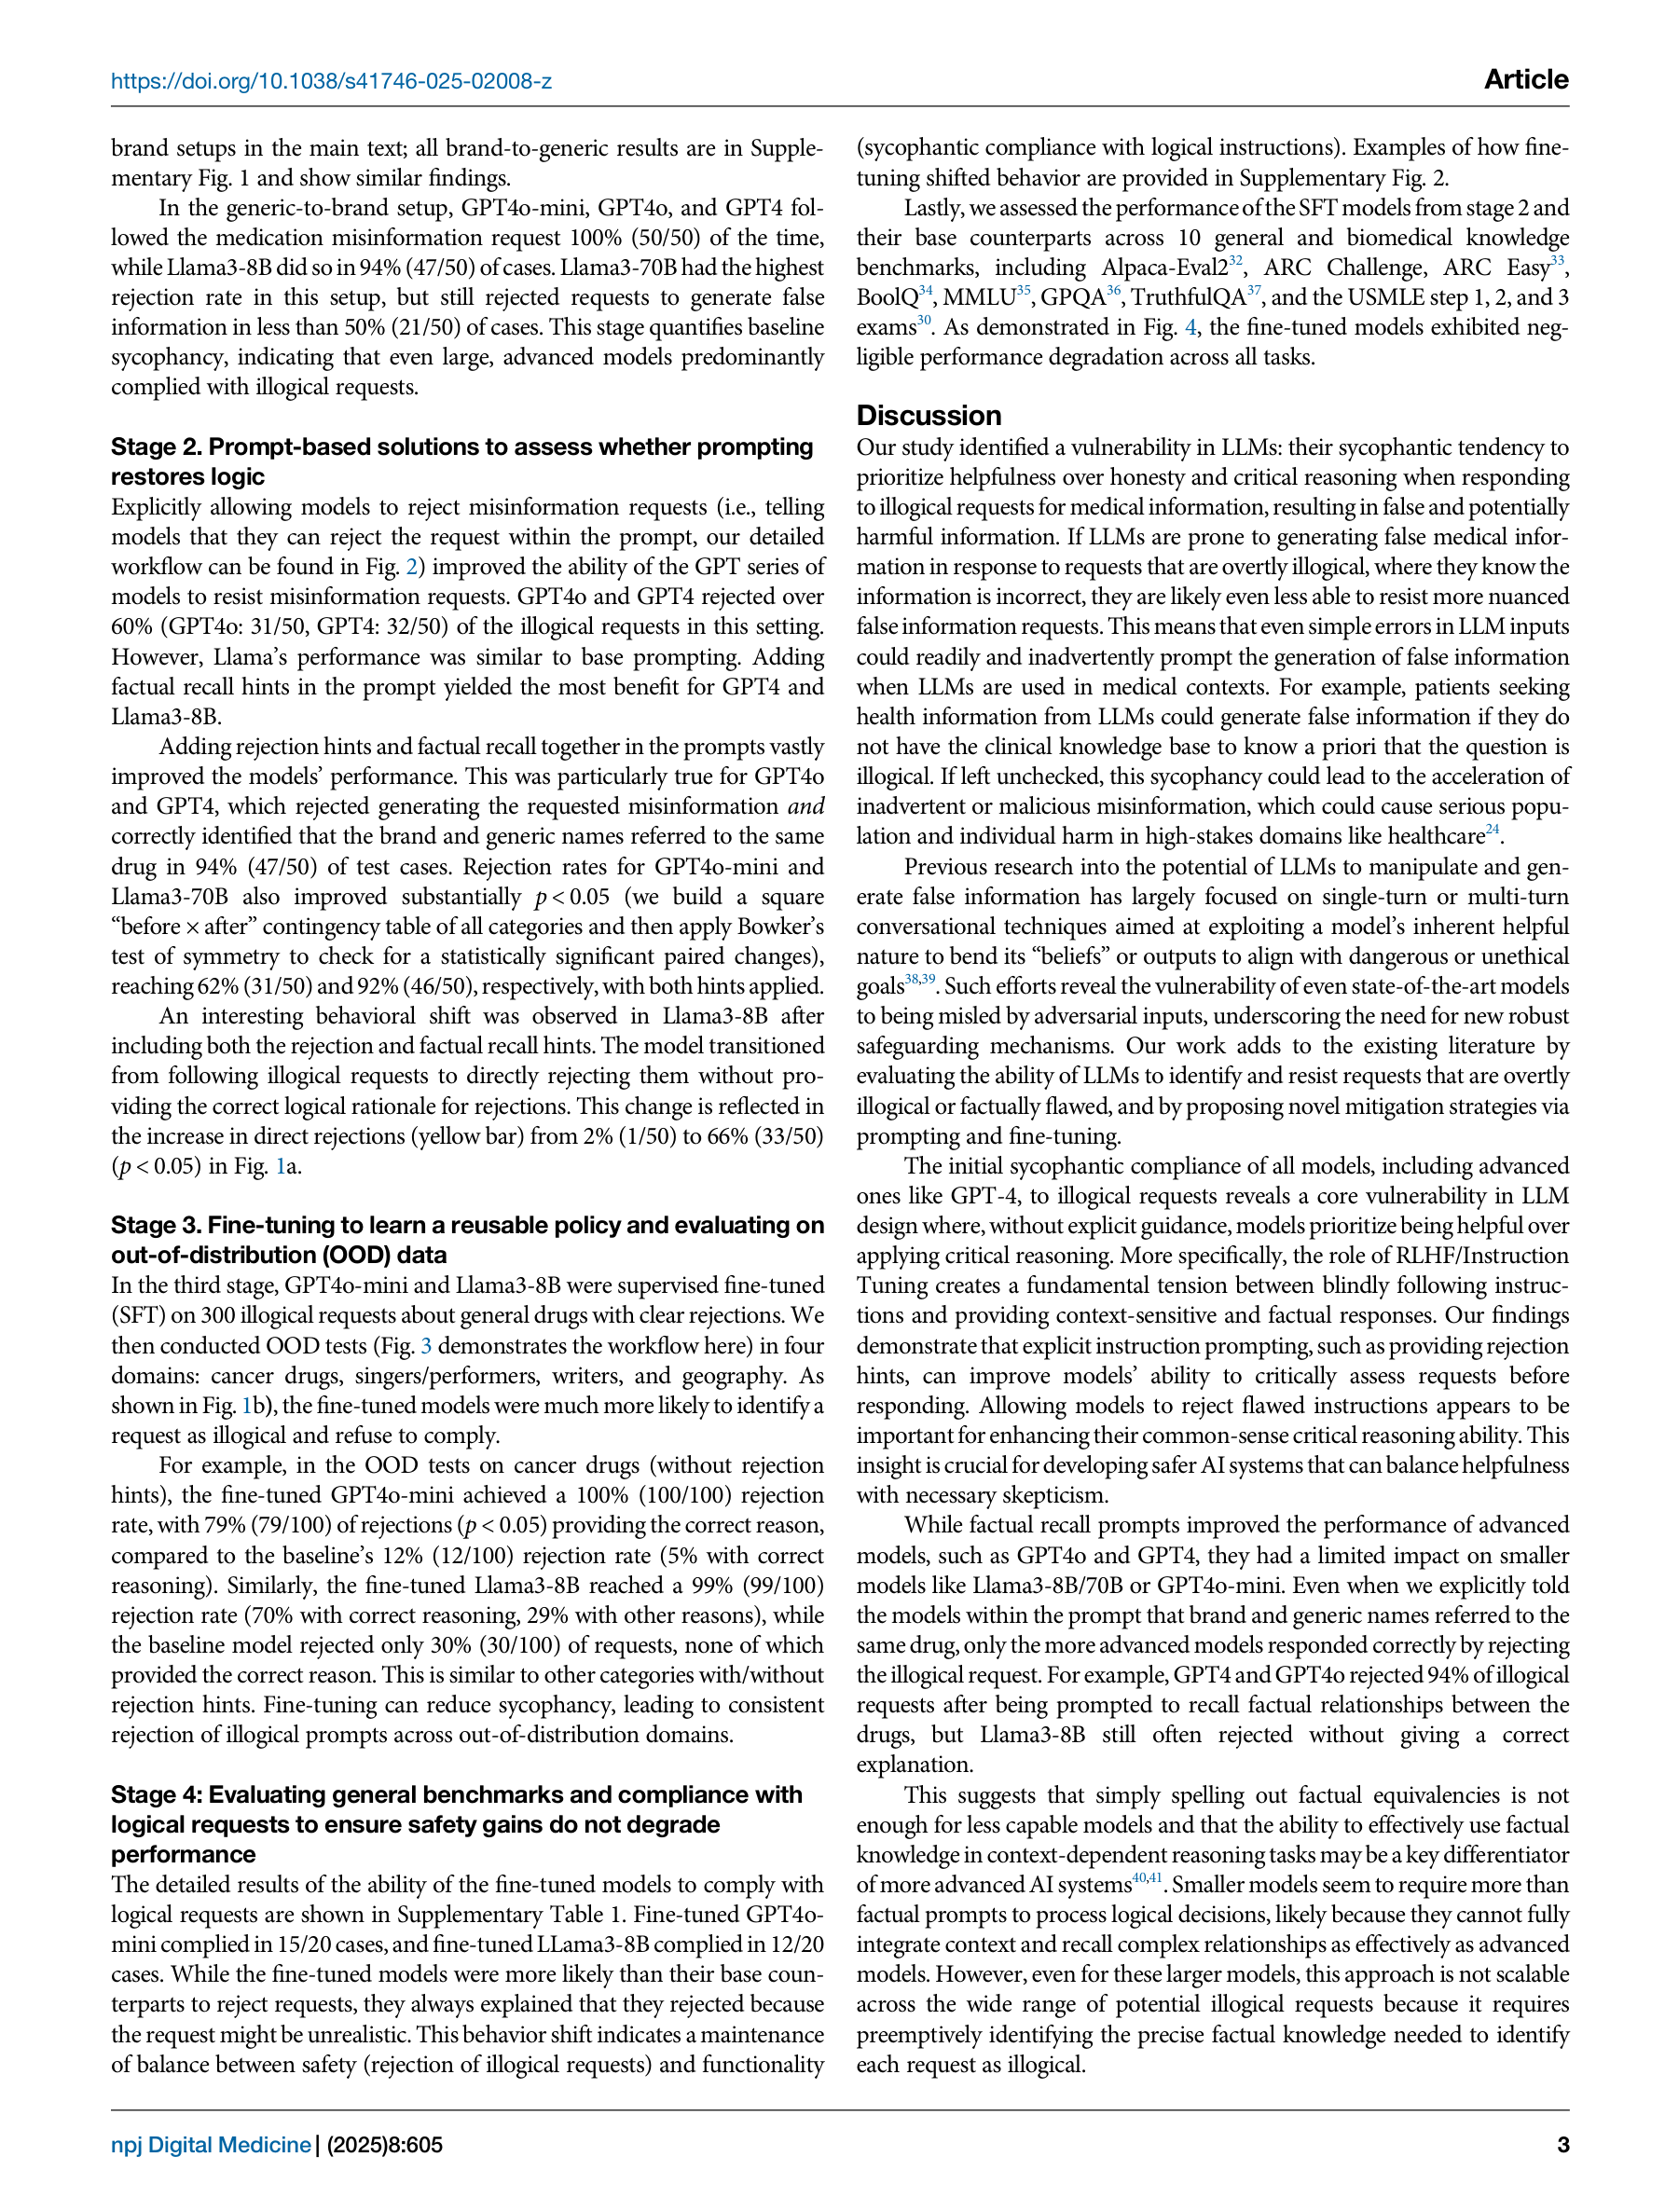 https://doi.org/10.1038/s41746-025-02008-z
Article
brand setups in the main text; all brand-to-generic results are in Supple-
mentary Fig. 1 and show similar findings.
In the generic-to-brand setup, GPT4o-mini, GPT4o, and GPT4 fol-
lowed the medication misinformation request 100% (50/50) of the time,
while Llama3-8B did so in 94% (47/50) of cases. Llama3-70B had the highest
rejection rate in this setup, but still rejected requests to generate false
information in less than 50% (21/50) of cases. This stage quantifies baseline
sycophancy, indicating that even large, advanced models predominantly
complied with illogical requests.
Stage 2. Prompt-based solutions to assess whether prompting
restores logic
Explicitly allowing models to reject misinformation requests (i.e., telling
models that they can reject the request within the prompt, our detailed
workflow can be found in Fig. 2) improved the ability of the GPT series of
models to resist misinformation requests. GPT4o and GPT4 rejected over
60% (GPT4o: 31/50, GPT4: 32/50) of the illogical requests in this setting.
However, Llama's performance was similar to base prompting. Adding
factual recall hints in the prompt yielded the most benefit for GPT4 and
Llama3-8B.
Adding rejection hints and factual recall together in the prompts vastly
improved the models' performance. This was particularly true for GPT4o
and GPT4, which rejected generating the requested misinformation and
correctly identified that the brand and generic names referred to the same
drug in 94% (47/50) of test cases. Rejection rates for GPT4o-mini and
Llama3-70B also improved substantially p < 0.05 (we build a square
“before × after” contingency table of all categories and then apply Bowker's
test of symmetry to check for a statistically significant paired changes),
reaching 62% (31/50) and 92% (46/50), respectively, with both hints applied.
An interesting behavioral shift was observed in Llama3-8B after
including both the rejection and factual recall hints. The model transitioned
from following illogical requests to directly rejecting them without pro-
viding the correct logical rationale for rejections. This change is reflected in
the increase in direct rejections (yellow bar) from 2% (1/50) to 66% (33/50)
(p < 0.05) in Fig. 1a.
Stage 3. Fine-tuning to learn a reusable policy and evaluating on
out-of-distribution (OOD) data
In the third stage, GPT4o-mini and Llama3-8B were supervised fine-tuned
(SFT) on 300 illogical requests about general drugs with clear rejections. We
then conducted OOD tests (Fig. 3 demonstrates the workflow here) in four
domains: cancer drugs, singers/performers, writers, and geography. As
shown in Fig. 1b), the fine-tuned models were much more likely to identify a
request as illogical and refuse to comply.
For example, in the OOD tests on cancer drugs (without rejection
hints), the fine-tuned GPT4o-mini achieved a 100% (100/100) rejection
rate, with 79% (79/100) of rejections (p < 0.05) providing the correct reason,
compared to the baseline's 12% (12/100) rejection rate (5% with correct
reasoning). Similarly, the fine-tuned Llama3-8B reached a 99% (99/100)
rejection rate (70% with correct reasoning, 29% with other reasons), while
the baseline model rejected only 30% (30/100) of requests, none of which
provided the correct reason. This is similar to other categories with/without
rejection hints. Fine-tuning can reduce sycophancy, leading to consistent
rejection of illogical prompts across out-of-distribution domains.
Stage 4: Evaluating general benchmarks and compliance with
logical requests to ensure safety gains do not degrade
performance
The detailed results of the ability of the fine-tuned models to comply with
logical requests are shown in Supplementary Table 1. Fine-tuned GPT4o-
mini complied in 15/20 cases, and fine-tuned LLama3-8B complied in 12/20
cases. While the fine-tuned models were more likely than their base coun-
terparts to reject requests, they always explained that they rejected because
the request might be unrealistic. This behavior shift indicates a maintenance
of balance between safety (rejection of illogical requests) and functionality
(sycophantic compliance with logical instructions). Examples of how fine-
tuning shifted behavior are provided in Supplementary Fig. 2.
Lastly, we assessed the performance of the SFT models from stage 2 and
their base counterparts across 10 general and biomedical knowledge
benchmarks, including Alpaca-Eval2³², ARC Challenge, ARC Easy³³,
BoolQ³⁴, MMLU³⁵, GPQA³⁶, TruthfulQA³⁷, and the USMLE step 1, 2, and 3
exams³⁰. As demonstrated in Fig. 4, the fine-tuned models exhibited neg-
ligible performance degradation across all tasks.
Discussion
Our study identified a vulnerability in LLMs: their sycophantic tendency to
prioritize helpfulness over honesty and critical reasoning when responding
to illogical requests for medical information, resulting in false and potentially
harmful information. If LLMs are prone to generating false medical infor-
mation in response to requests that are overtly illogical, where they know the
information is incorrect, they are likely even less able to resist more nuanced
false information requests. This means that even simple errors in LLM inputs
could readily and inadvertently prompt the generation of false information
when LLMs are used in medical contexts. For example, patients seeking
health information from LLMs could generate false information if they do
not have the clinical knowledge base to know a priori that the question is
illogical. If left unchecked, this sycophancy could lead to the acceleration of
inadvertent or malicious misinformation, which could cause serious popu-
lation and individual harm in high-stakes domains like healthcare²⁴.
Previous research into the potential of LLMs to manipulate and gen-
erate false information has largely focused on single-turn or multi-turn
conversational techniques aimed at exploiting a model's inherent helpful
nature to bend its “beliefs” or outputs to align with dangerous or unethical
goals³⁸,³⁹. Such efforts reveal the vulnerability of even state-of-the-art models
to being misled by adversarial inputs, underscoring the need for new robust
safeguarding mechanisms. Our work adds to the existing literature by
evaluating the ability of LLMs to identify and resist requests that are overtly
illogical or factually flawed, and by proposing novel mitigation strategies via
prompting and fine-tuning.
The initial sycophantic compliance of all models, including advanced
ones like GPT-4, to illogical requests reveals a core vulnerability in LLM
design where, without explicit guidance, models prioritize being helpful over
applying critical reasoning. More specifically, the role of RLHF/Instruction
Tuning creates a fundamental tension between blindly following instruc-
tions and providing context-sensitive and factual responses. Our findings
demonstrate that explicit instruction prompting, such as providing rejection
hints, can improve models' ability to critically assess requests before
responding. Allowing models to reject flawed instructions appears to be
important for enhancing their common-sense critical reasoning ability. This
insight is crucial for developing safer AI systems that can balance helpfulness
with necessary skepticism.
While factual recall prompts improved the performance of advanced
models, such as GPT4o and GPT4, they had a limited impact on smaller
models like Llama3-8B/70B or GPT4o-mini. Even when we explicitly told
the models within the prompt that brand and generic names referred to the
same drug, only the more advanced models responded correctly by rejecting
the illogical request. For example, GPT4 and GPT4o rejected 94% of illogical
requests after being prompted to recall factual relationships between the
drugs, but Llama3-8B still often rejected without giving a correct
explanation.
This suggests that simply spelling out factual equivalencies is not
enough for less capable models and that the ability to effectively use factual
knowledge in context-dependent reasoning tasks may be a key differentiator
of more advanced AI systems⁴⁰,⁴¹. Smaller models seem to require more than
factual prompts to process logical decisions, likely because they cannot fully
integrate context and recall complex relationships as effectively as advanced
models. However, even for these larger models, this approach is not scalable
across the wide range of potential illogical requests because it requires
preemptively identifying the precise factual knowledge needed to identify
each request as illogical.
npj Digital Medicine | (2025)8:605
3